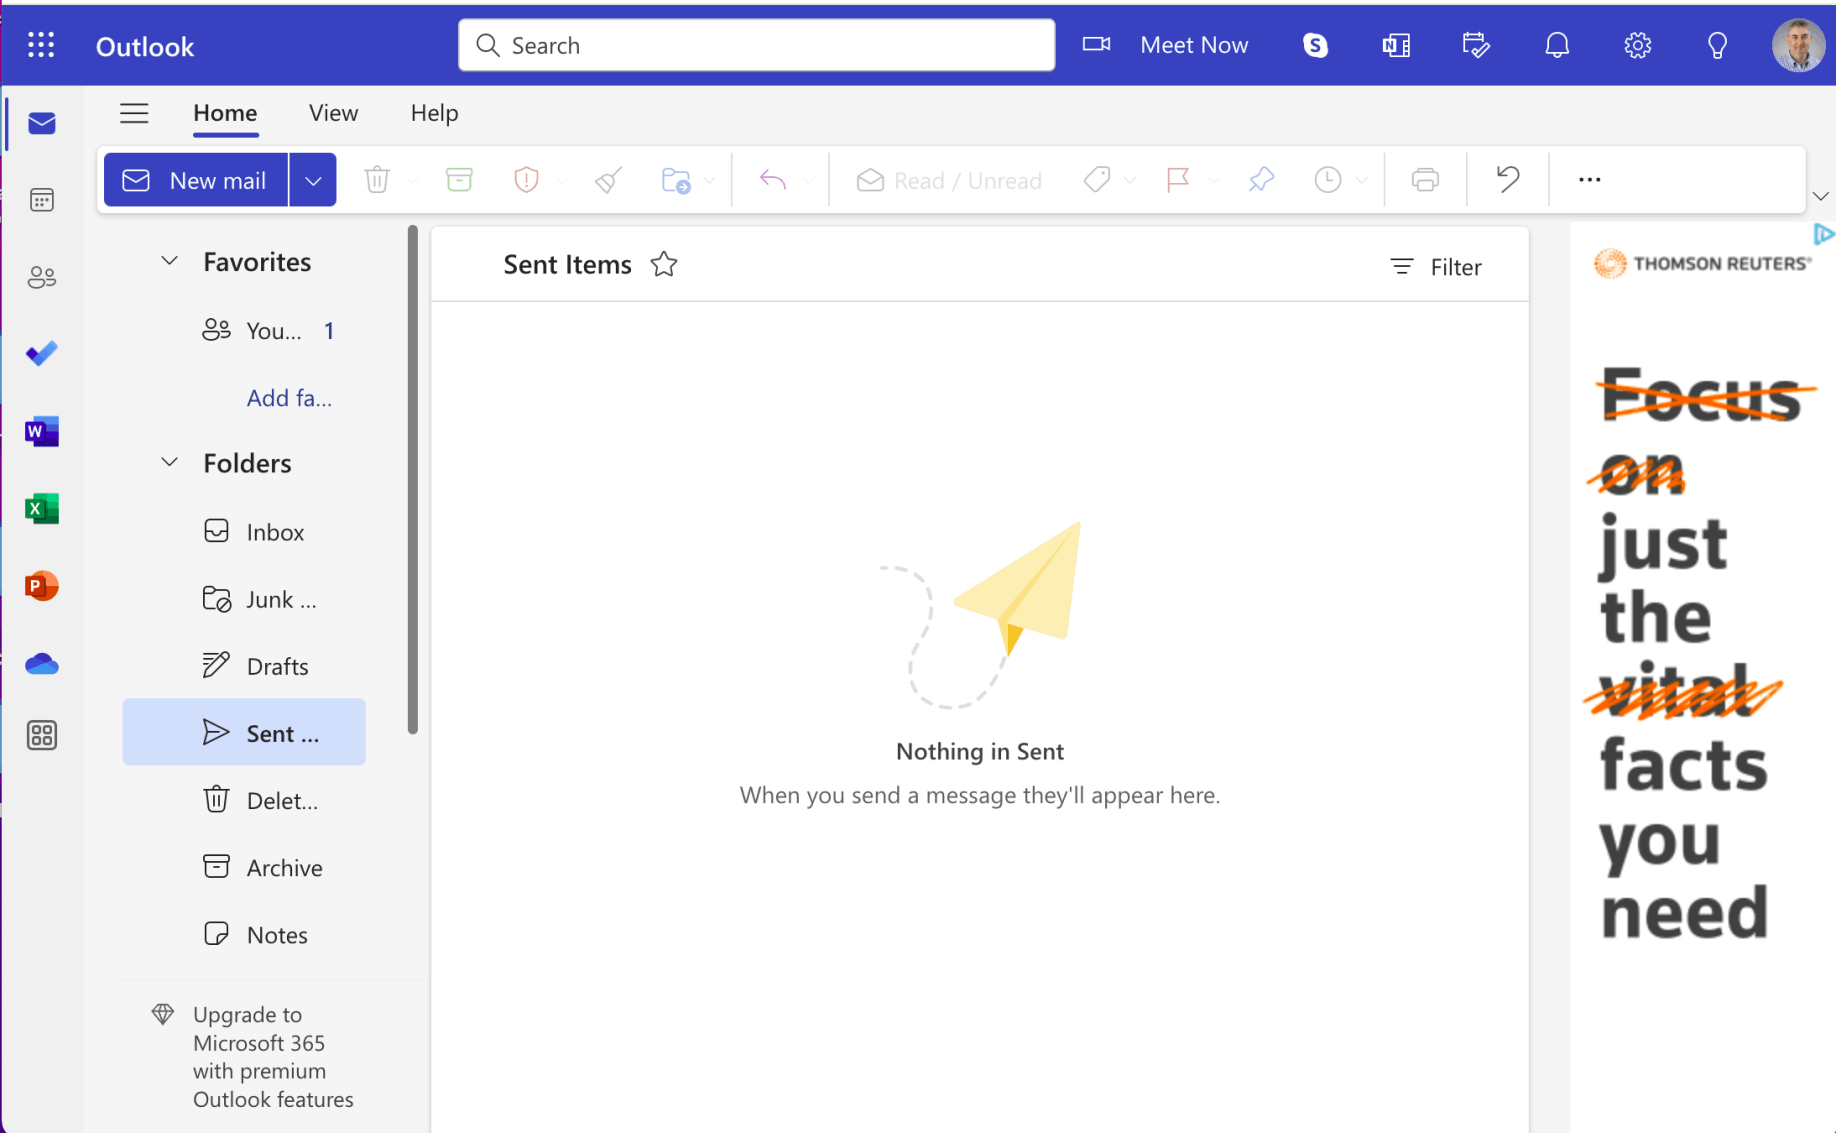 Outlook
Search
Meet Now
Home
View
Help
New mail
Read / Unread
Favorites
You... 1
Add fa...
Folders
Inbox
Junk ...
Drafts
Sent ...
Delet...
Archive
Notes
Upgrade to
Microsoft 365
with premium
Outlook features
Sent Items
Filter
Nothing in Sent
When you send a message they'll appear here.
THOMSON REUTERS®
Focus
on
just
the
vital
facts
you
need